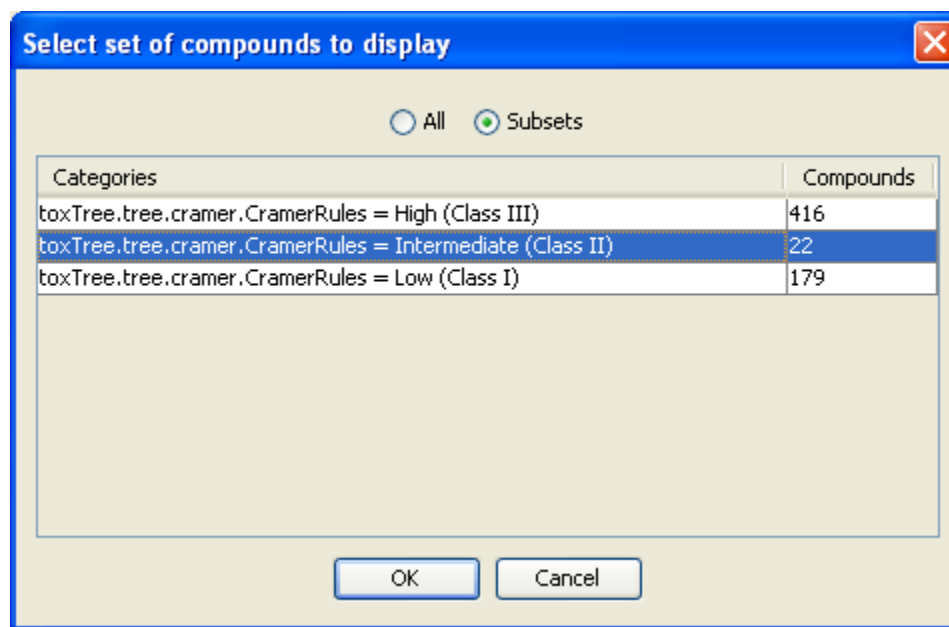 Select set of compounds to display
All Subsets
Categories Compounds
toxTree.tree.cramer.CramerRules = High (Class III) 416
toxTree.tree.cramer.CramerRules = Intermediate (Class II) 22
toxTree.tree.cramer.CramerRules = Low (Class I) 179
OK Cancel